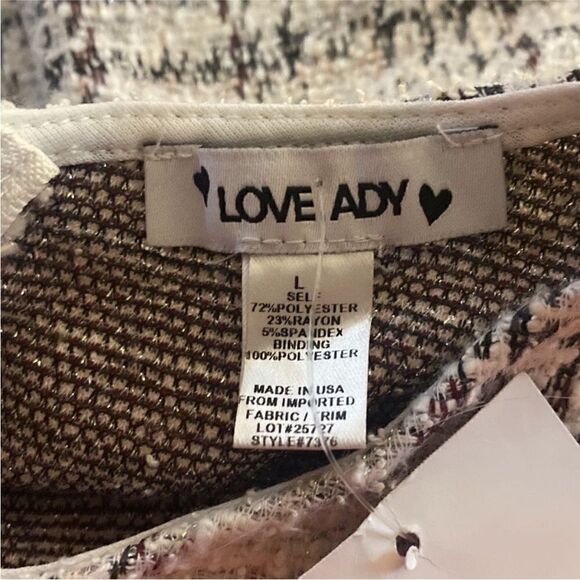 LOVE ADY
L
SELF
72%POLYESTER
23%RAYON
5%SPANDEX
BINDING
100%POLYESTER
MADE IN USA
FROM IMPORTED
FABRIC / TRIM
LOT#25727
STYLE#7376